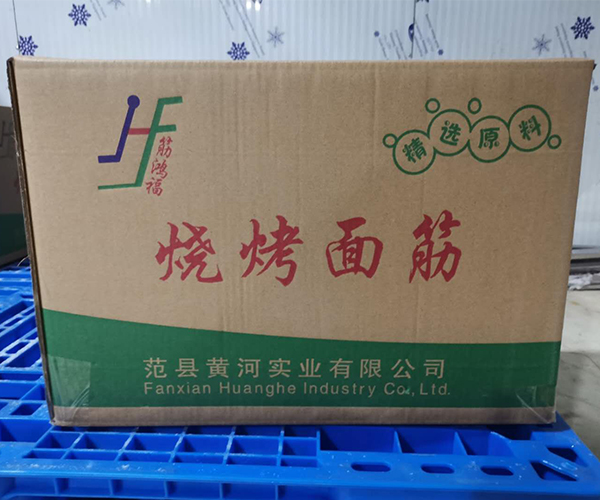 筋鸿福
精选原料
烧烤面筋
范县黄河实业有限公司
Fanxian Huanghe Industry Co,.Ltd.